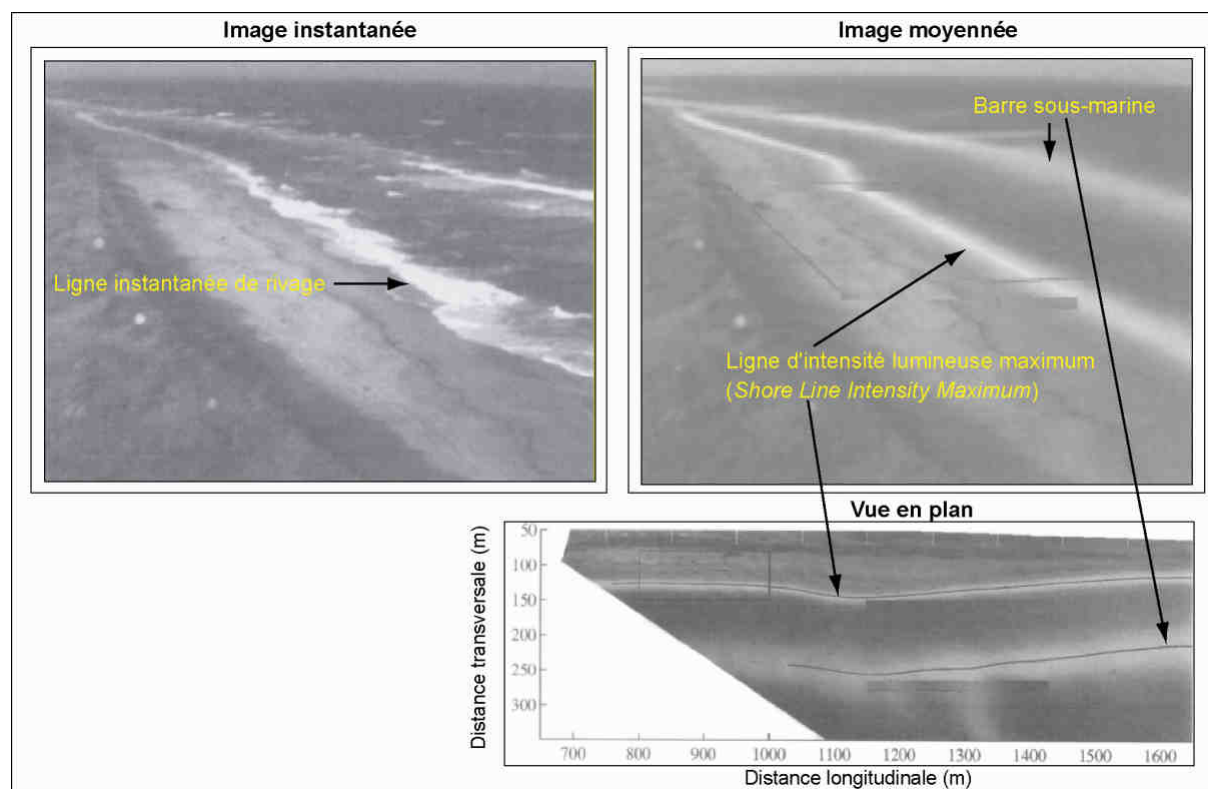 Image instantanée
Image moyennée
Ligne instantanée de rivage
Barre sous-marine
Ligne d'intensité lumineuse maximum
(Shore Line Intensity Maximum)
Vue en plan
Distance transversale (m)
50
100
150
200
250
300
700 800 900 1000 1100 1200 1300 1400 1500 1600
Distance longitudinale (m)